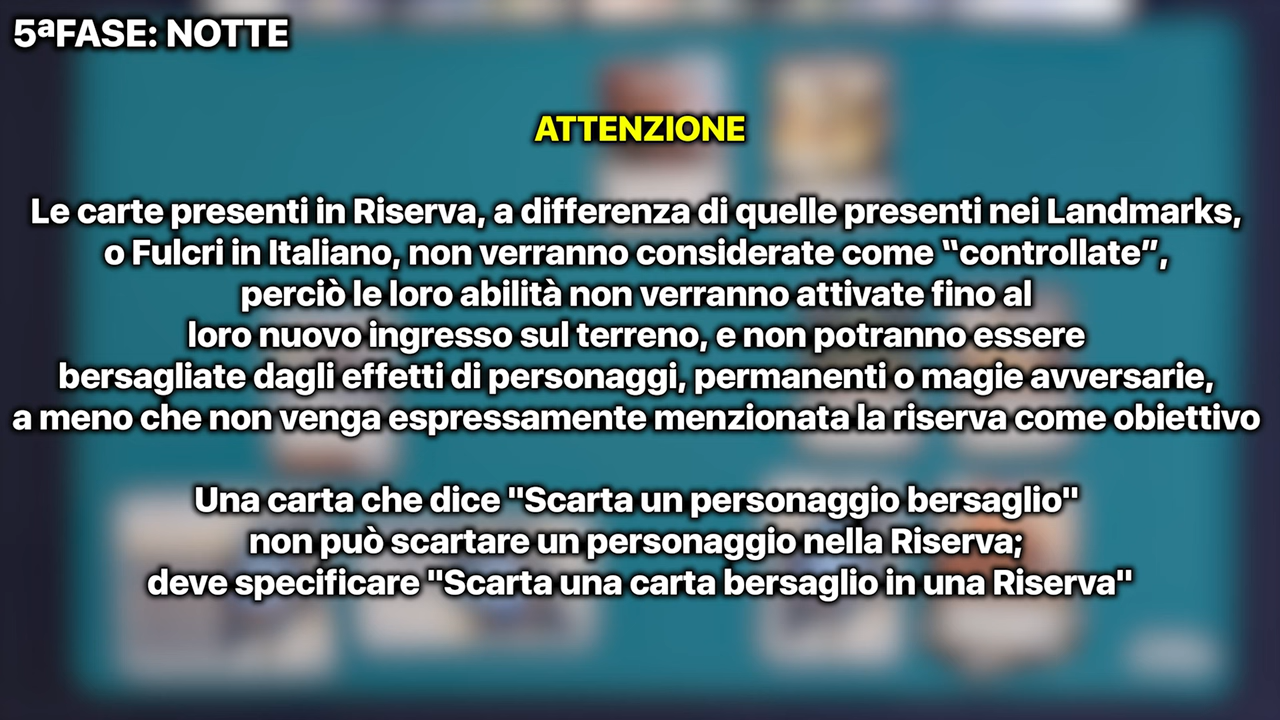 5ªFASE: NOTTE
ATTENZIONE
Le carte presenti in Riserva, a differenza di quelle presenti nei Landmarks,
o Fulcri in Italiano, non verranno considerate come “controllate”,
perciò le loro abilità non verranno attivate fino al
loro nuovo ingresso sul terreno, e non potranno essere
bersagliate dagli effetti di personaggi, permanenti o magie avversarie,
a meno che non venga espressamente menzionata la riserva come obiettivo
Una carta che dice "Scarta un personaggio bersaglio"
non può scartare un personaggio nella Riserva;
deve specificare "Scarta una carta bersaglio in una Riserva"